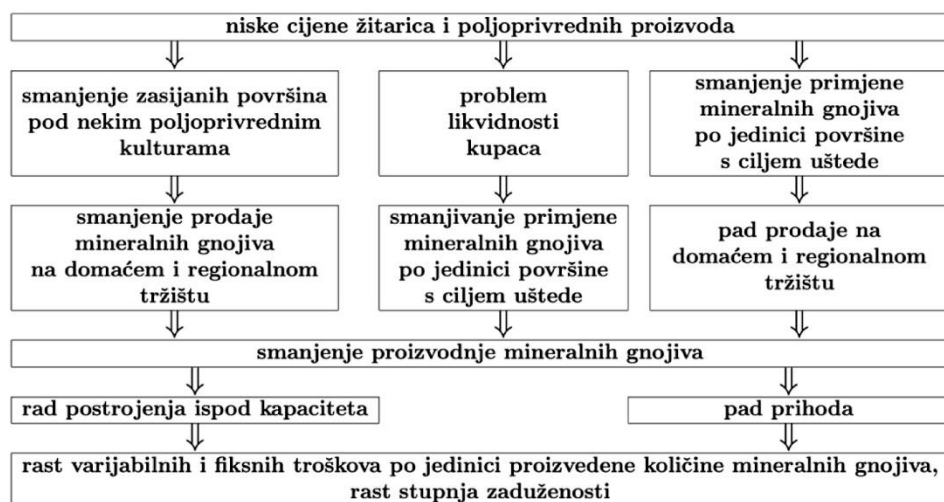 niske cijene žitarica i poljoprivrednih proizvoda
smanjenje zasijanih površina
pod nekim poljoprivrednim
kulturama
problem
likvidnosti
kupaca
smanjenje primjene
mineralnih gnojiva
po jedinici površine
s ciljem uštede
smanjenje prodaje
mineralnih gnojiva
na domaćem i regionalnom
tržištu
smanjivanje primjene
mineralnih gnojiva
po jedinici površine
s ciljem uštede
pad prodaje na
domaćem i regionalnom
tržištu
smanjenje proizvodnje mineralnih gnojiva
rad postrojenja ispod kapaciteta
pad prihoda
rast varijabilnih i fiksnih troškova po jedinici proizvedene količine mineralnih gnojiva,
rast stupnja zaduženosti